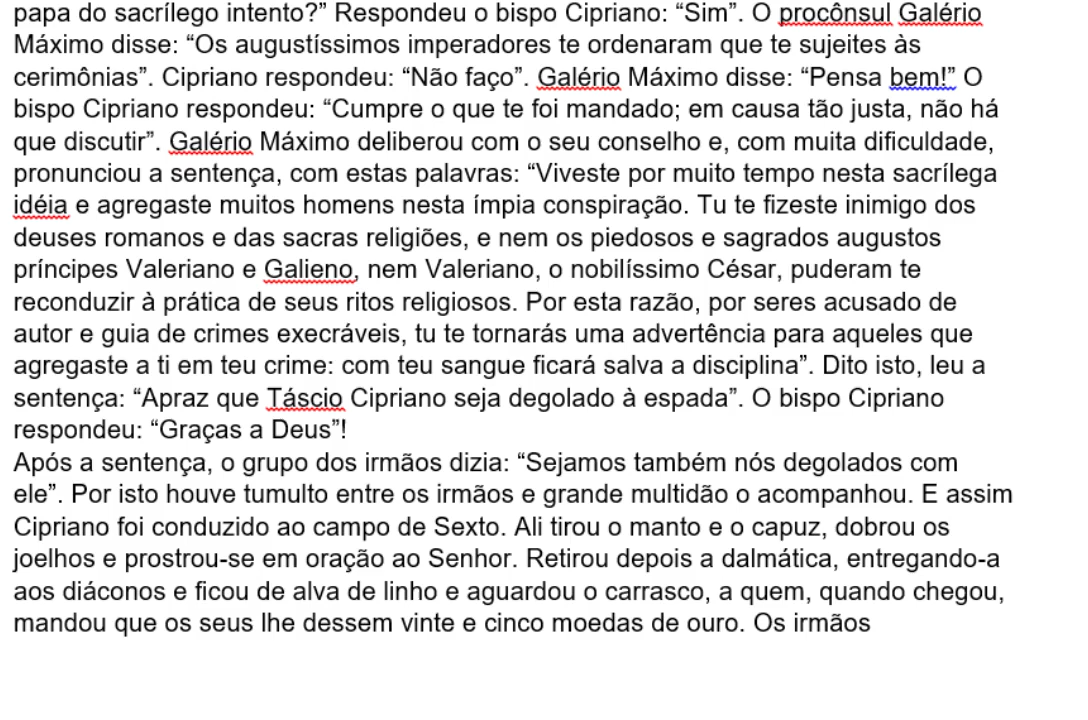 papa do sacrílego intento?” Respondeu o bispo Cipriano: “Sim”. O procônsul Galério
Máximo disse: “Os augustíssimos imperadores te ordenaram que te sujeites às
cerimônias”. Cipriano respondeu: “Não faço”. Galério Máximo disse: “Pensa bem!” O
bispo Cipriano respondeu: “Cumpre o que te foi mandado; em causa tão justa, não há
que discutir”. Galério Máximo deliberou com o seu conselho e, com muita dificuldade,
pronunciou a sentença, com estas palavras: “Viveste por muito tempo nesta sacrílega
idéia e agregaste muitos homens nesta ímpia conspiração. Tu te fizeste inimigo dos
deuses romanos e das sacras religiões, e nem os piedosos e sagrados augustos
príncipes Valeriano e Galieno, nem Valeriano, o nobilíssimo César, puderam te
reconduzir à prática de seus ritos religiosos. Por esta razão, por seres acusado de
autor e guia de crimes execráveis, tu te tornarás uma advertência para aqueles que
agregaste a ti em teu crime: com teu sangue ficará salva a disciplina”. Dito isto, leu a
sentença: “Apraz que Táscio Cipriano seja degolado à espada”. O bispo Cipriano
respondeu: “Graças a Deus”!
Após a sentença, o grupo dos irmãos dizia: “Sejamos também nós degolados com
ele”. Por isto houve tumulto entre os irmãos e grande multidão o acompanhou. E assim
Cipriano foi conduzido ao campo de Sexto. Ali tirou o manto e o capuz, dobrou os
joelhos e prostrou-se em oração ao Senhor. Retirou depois a dalmática, entregando-a
aos diáconos e ficou de alva de linho e aguardou o carrasco, a quem, quando chegou,
mandou que os seus lhe dessem vinte e cinco moedas de ouro. Os irmãos